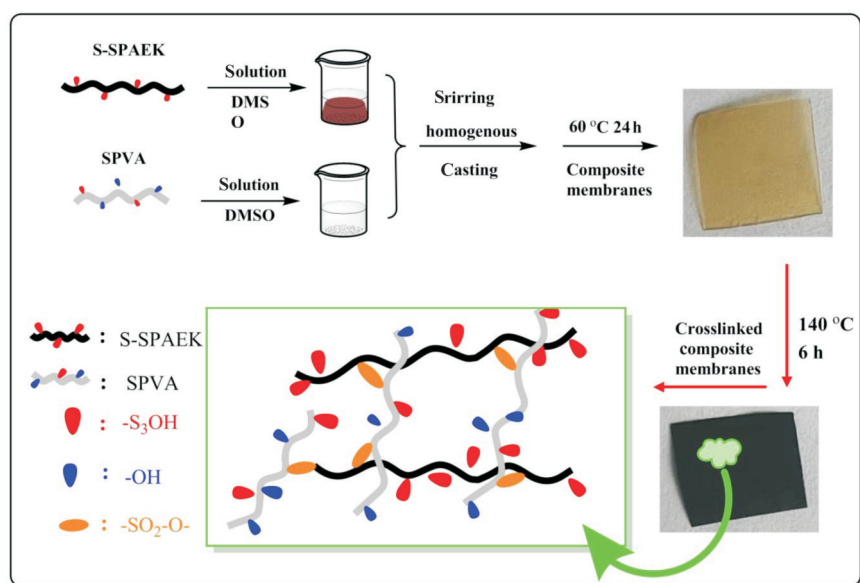 S-SPAEK
Solution
DMS
O
SPVA
Solution
DMSO
Srirring
homogenous
Casting
60 °C 24 h
Composite
membranes
140 °C
6 h
Crosslinked
composite
membranes
: S-SPAEK
: SPVA
: -S₃OH
: -OH
: -SO₂-O-